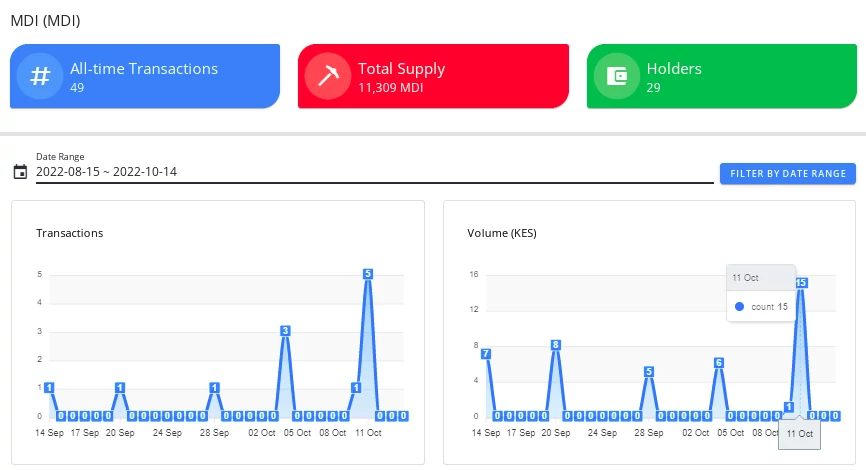 MDI (MDI)
All-time Transactions
49
Total Supply
11,309 MDI
Holders
29
Date Range
2022-08-15 ~ 2022-10-14
FILTER BY DATE RANGE
Transactions
5
4
3
2
1
0
1 0 0 0 0 0 1 0 0 0 0 0 0 0 1 0 0 0 0 0 3 0 0 0 0 0 1 5 0 0 0
14 Sep 17 Sep 20 Sep 24 Sep 28 Sep 02 Oct 05 Oct 08 Oct 11 Oct
Volume (KES)
16
12
8
4
0
11 Oct
count 15
7 0 0 0 0 0 8 0 0 0 0 0 0 0 5 0 0 0 0 0 6 0 0 0 0 0 1 15 0 0 0
14 Sep 17 Sep 20 Sep 24 Sep 28 Sep 02 Oct 05 Oct 08 Oct 11 Oct